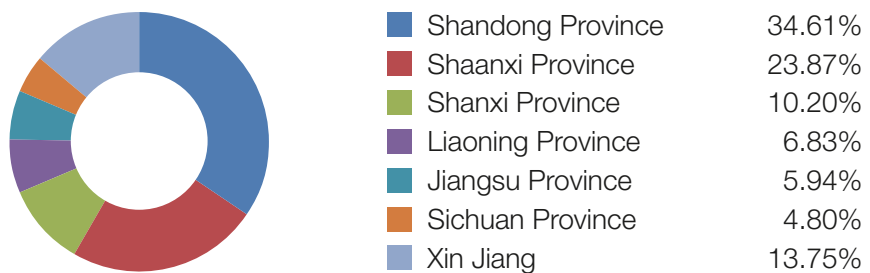 Shandong Province 34.61%
Shaanxi Province 23.87%
Shanxi Province 10.20%
Liaoning Province 6.83%
Jiangsu Province 5.94%
Sichuan Province 4.80%
Xin Jiang 13.75%